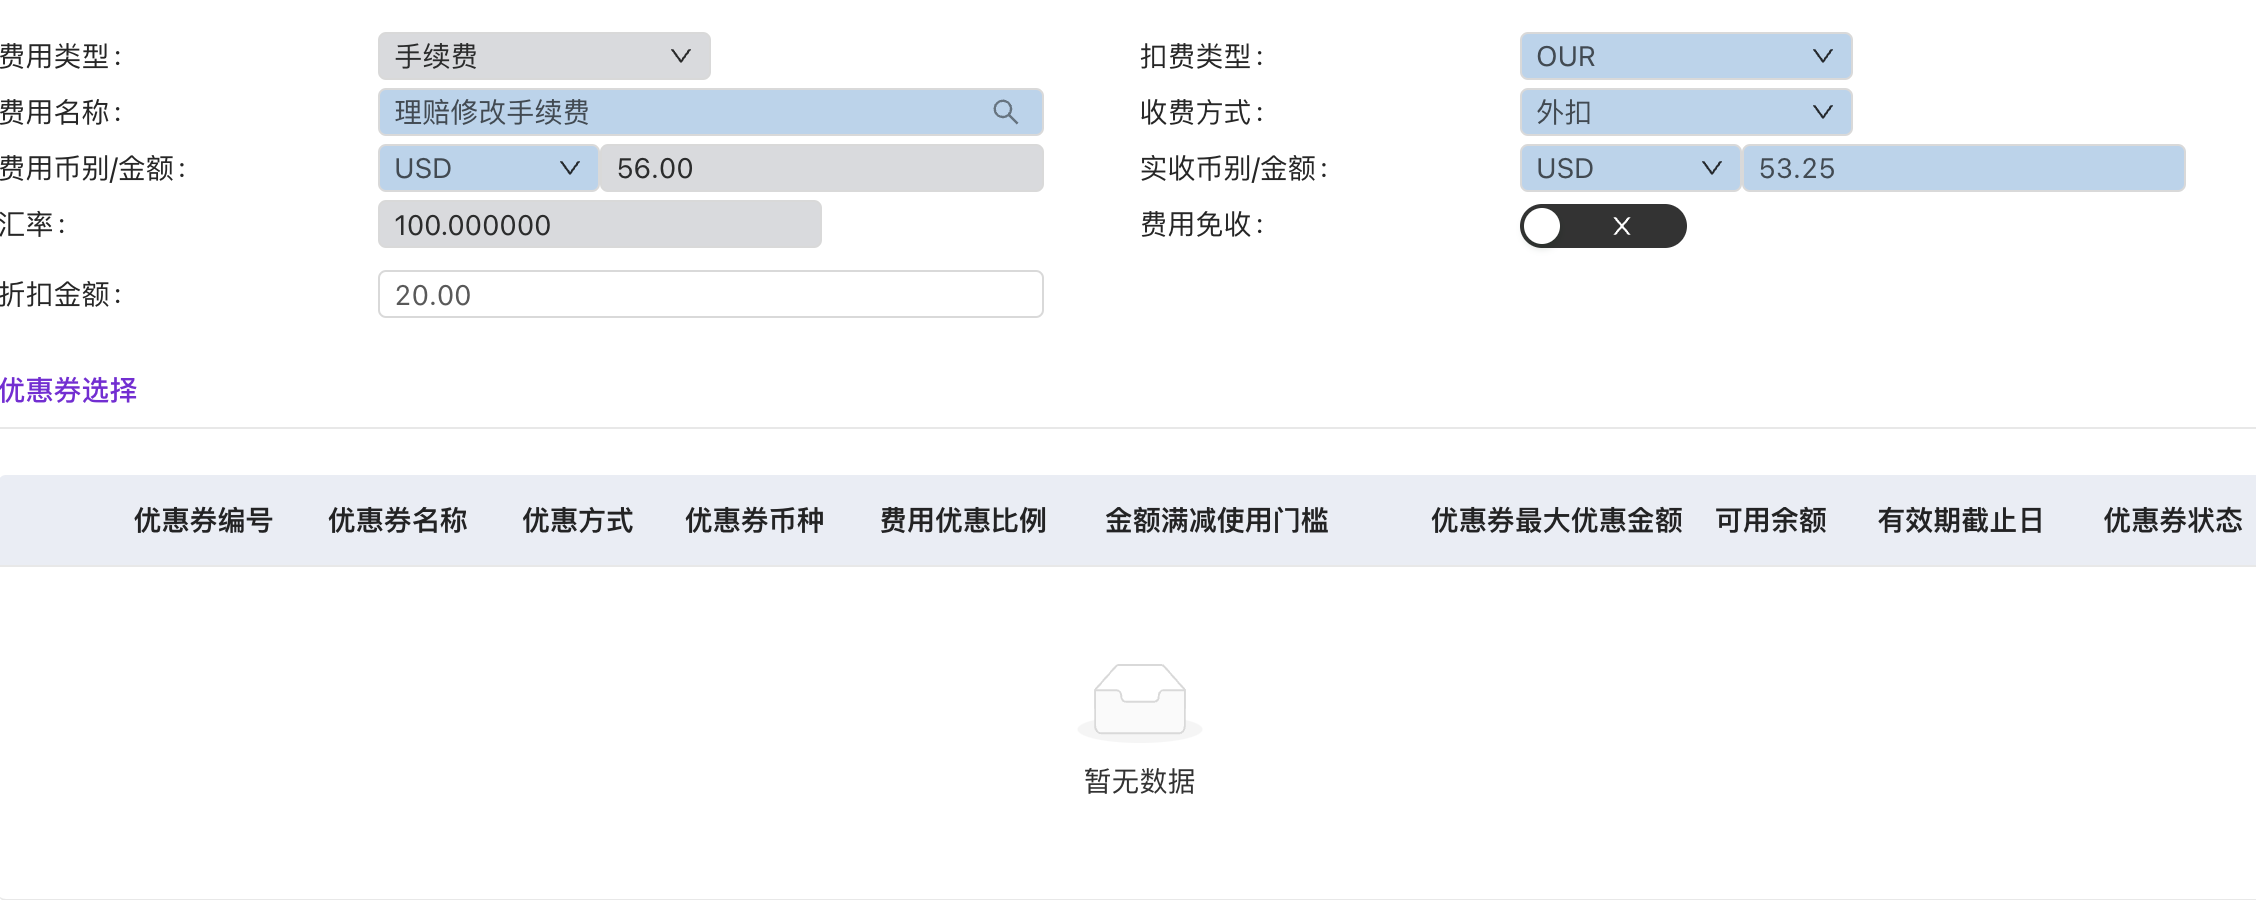 费用类型: 手续费 扣费类型: OUR
费用名称: 理赔修改手续费 收费方式: 外扣
费用币别/金额: USD 56.00 实收币别/金额: USD 53.25
汇率: 100.000000 费用免收: X
折扣金额: 20.00
优惠券选择
优惠券编号 优惠券名称 优惠方式 优惠券币种 费用优惠比例 金额满减使用门槛 优惠券最大优惠金额 可用余额 有效期截止日 优惠券状态
暂无数据